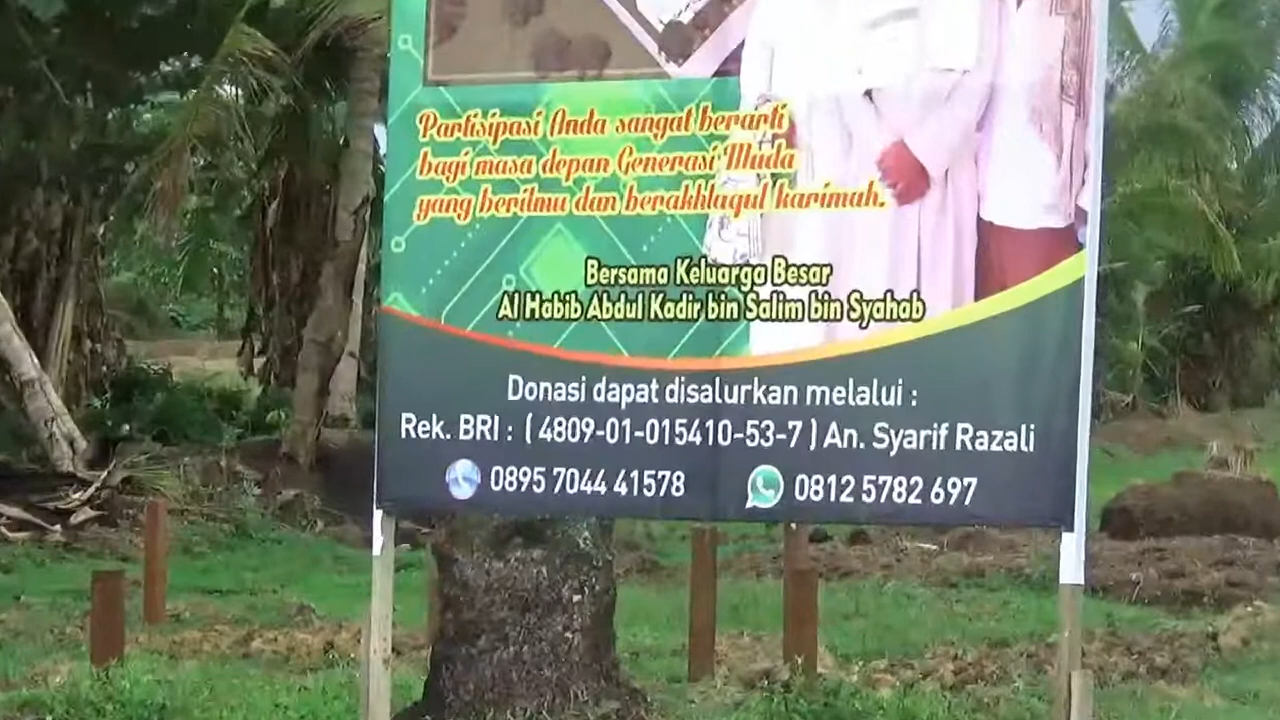 Partisipasi Anda sangat berarti
bagi masa depan Generasi Muda
yang berilmu dan berakhlaqul karimah.
Bersama Keluarga Besar
Al Habib Abdul Kadir bin Salim bin Syahab
Donasi dapat disalurkan melalui :
Rek. BRI : ( 4809-01-015410-53-7 ) An. Syarif Razali
0895 7044 41578 0812 5782 697